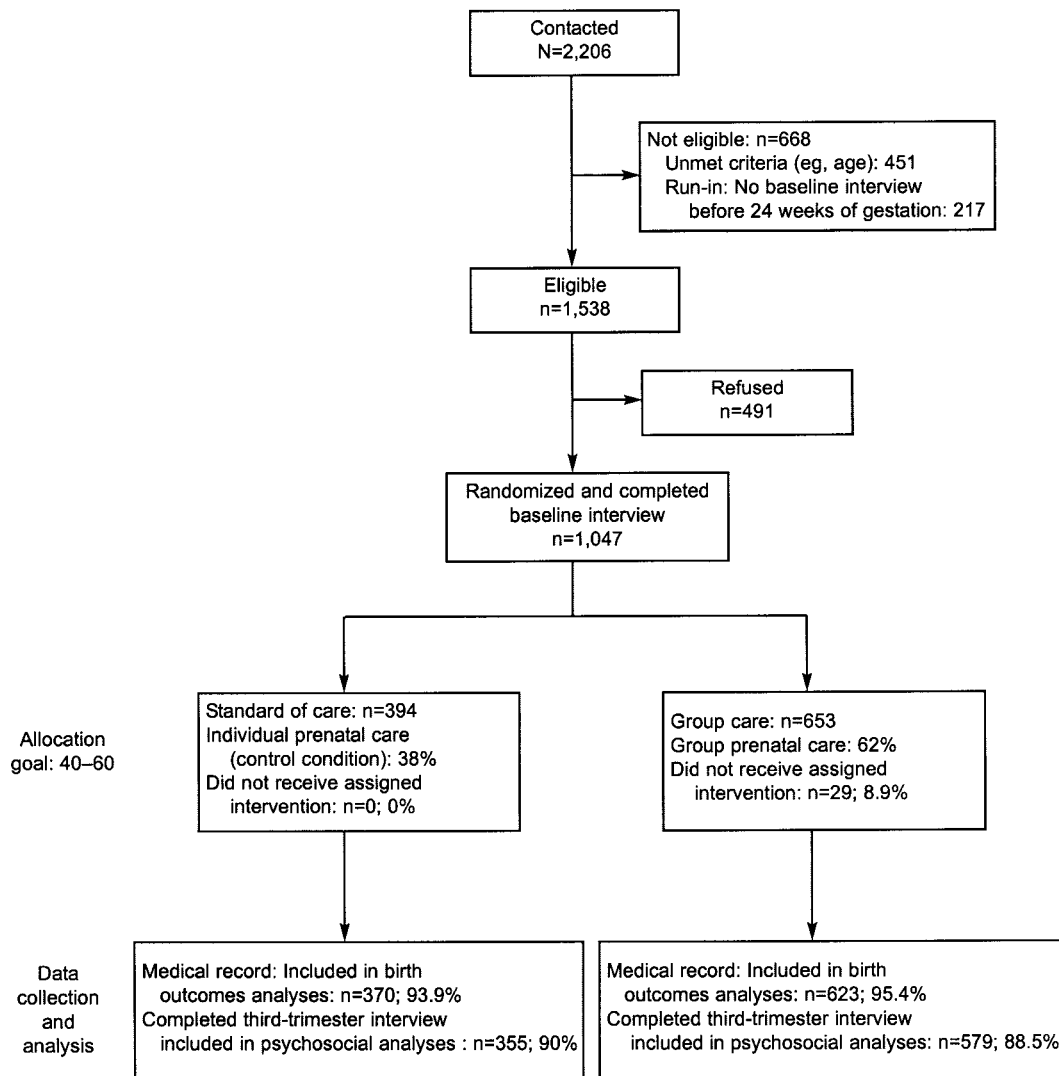 Contacted
N=2,206
Not eligible: n=668
Unmet criteria (eg, age): 451
Run-in: No baseline interview
before 24 weeks of gestation: 217
Eligible
n=1,538
Refused
n=491
Randomized and completed
baseline interview
n=1,047
Allocation
goal: 40–60
Standard of care: n=394
Individual prenatal care
(control condition): 38%
Did not receive assigned
intervention: n=0; 0%
Group care: n=653
Group prenatal care: 62%
Did not receive assigned
intervention: n=29; 8.9%
Data
collection
and
analysis
Medical record: Included in birth
outcomes analyses: n=370; 93.9%
Completed third-trimester interview
included in psychosocial analyses : n=355; 90%
Medical record: Included in birth
outcomes analyses: n=623; 95.4%
Completed third-trimester interview
included in psychosocial analyses: n=579; 88.5%